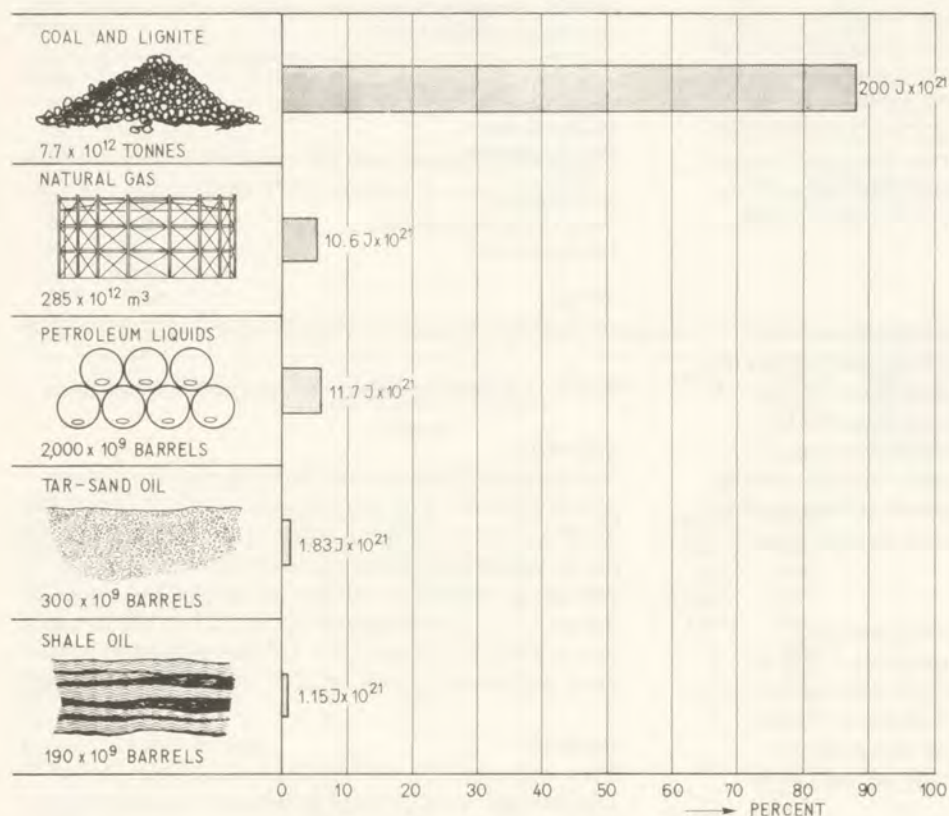 COAL AND LIGNITE
200 J x 10²¹
7.7 x 10¹² TONNES
NATURAL GAS
10.6 J x 10²¹
285 x 10¹² m³
PETROLEUM LIQUIDS
11.7 J x 10²¹
2,000 x 10⁹ BARRELS
TAR-SAND OIL
1.83 J x 10²¹
300 x 10⁹ BARRELS
SHALE OIL
1.15 J x 10²¹
190 x 10⁹ BARRELS
0 10 20 30 40 50 60 70 80 90 100
→ PERCENT